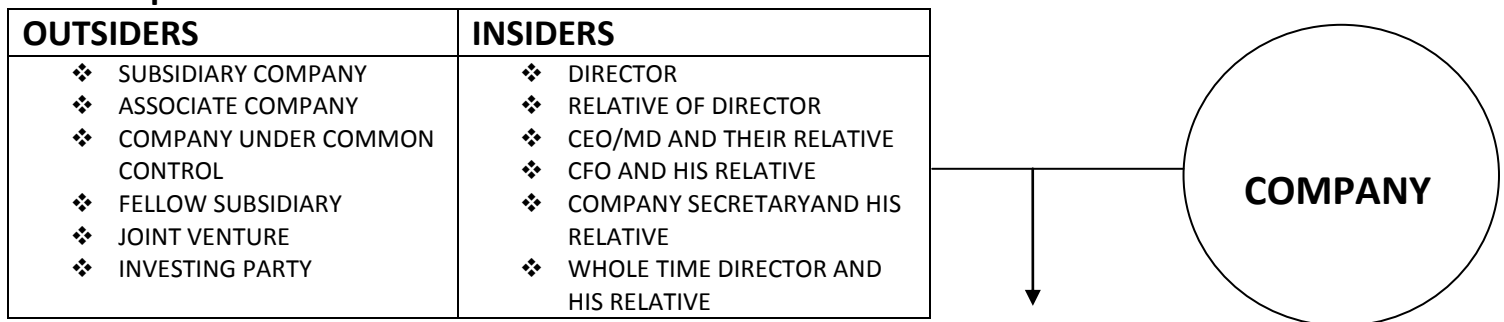 OUTSIDERS
INSIDERS
❖ SUBSIDIARY COMPANY
❖ ASSOCIATE COMPANY
❖ COMPANY UNDER COMMON
CONTROL
❖ FELLOW SUBSIDIARY
❖ JOINT VENTURE
❖ INVESTING PARTY
❖ DIRECTOR
❖ RELATIVE OF DIRECTOR
❖ CEO/MD AND THEIR RELATIVE
❖ CFO AND HIS RELATIVE
❖ COMPANY SECRETARYAND HIS
RELATIVE
❖ WHOLE TIME DIRECTOR AND
HIS RELATIVE
COMPANY